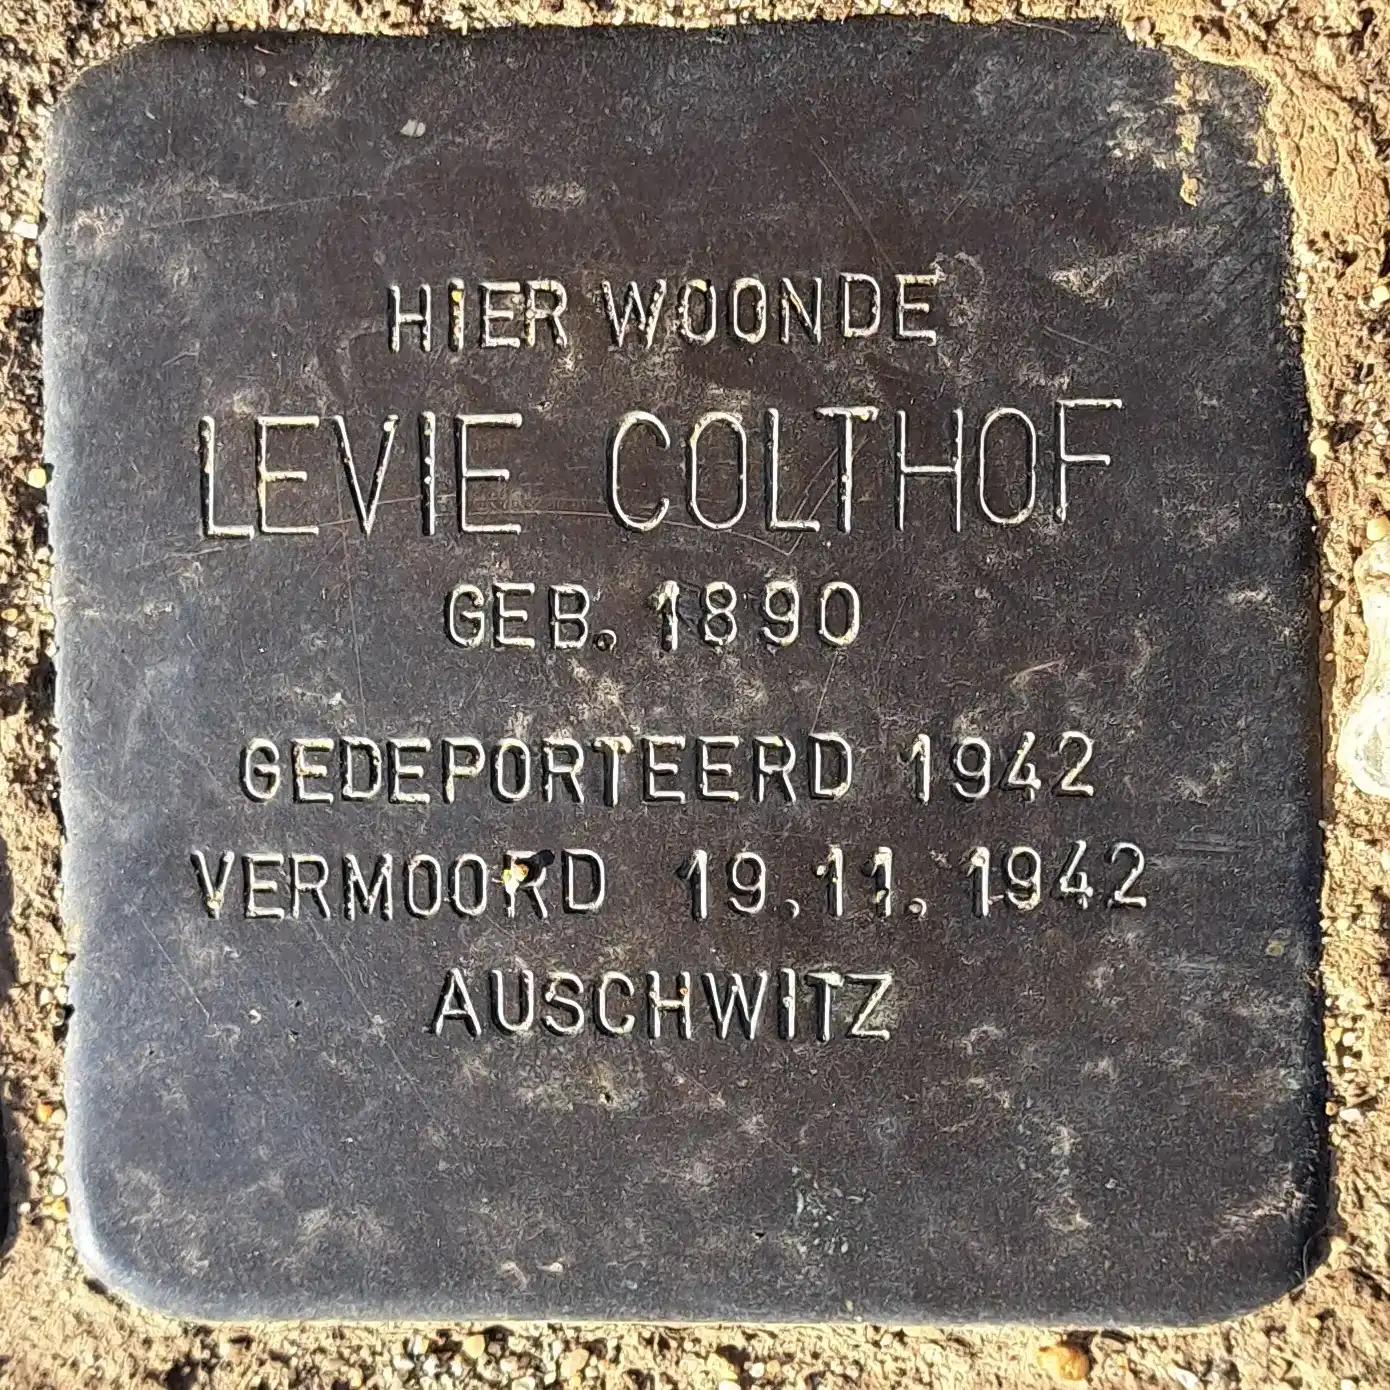 HIER WOONDE
LEVIE COLTHOF
GEB. 1890
GEDEPORTEERD 1942
VERMOORD 19.11.1942
AUSCHWITZ